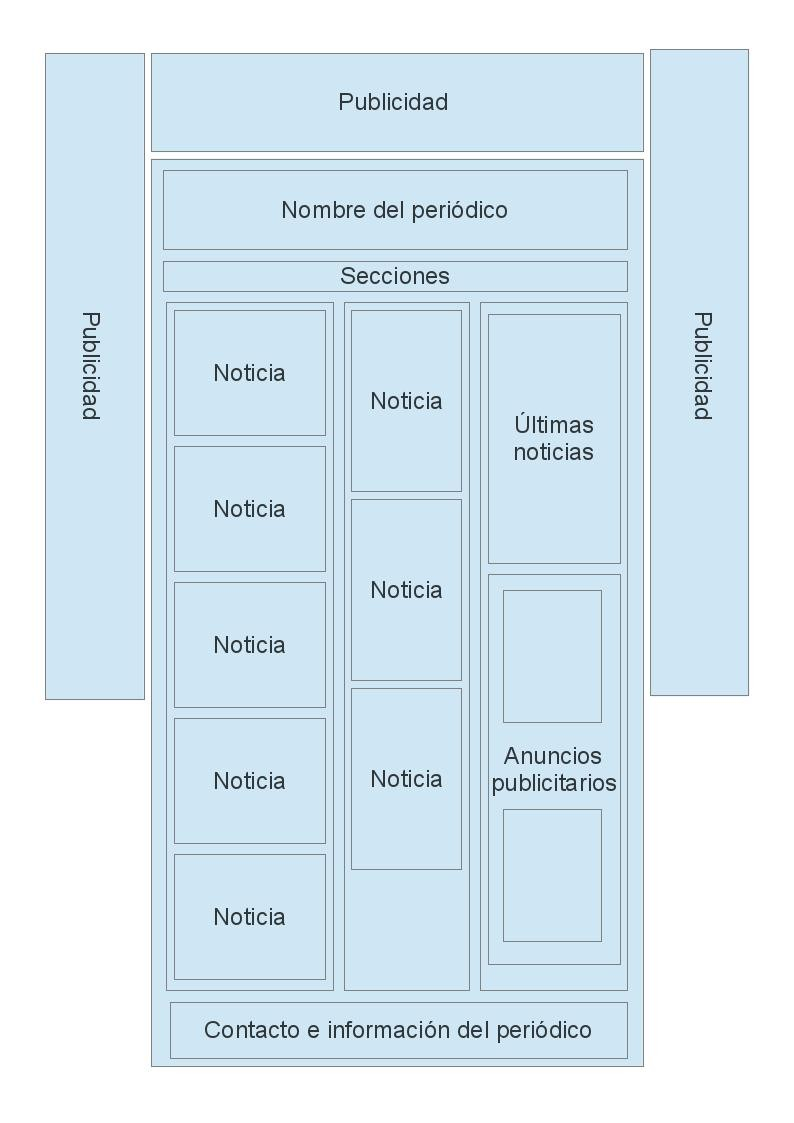 Publicidad
Publicidad
Publicidad
Nombre del periódico
Secciones
Noticia
Noticia
Noticia
Noticia
Noticia
Noticia
Noticia
Noticia
Últimas
noticias
Anuncios
publicitarios
Contacto e información del periódico